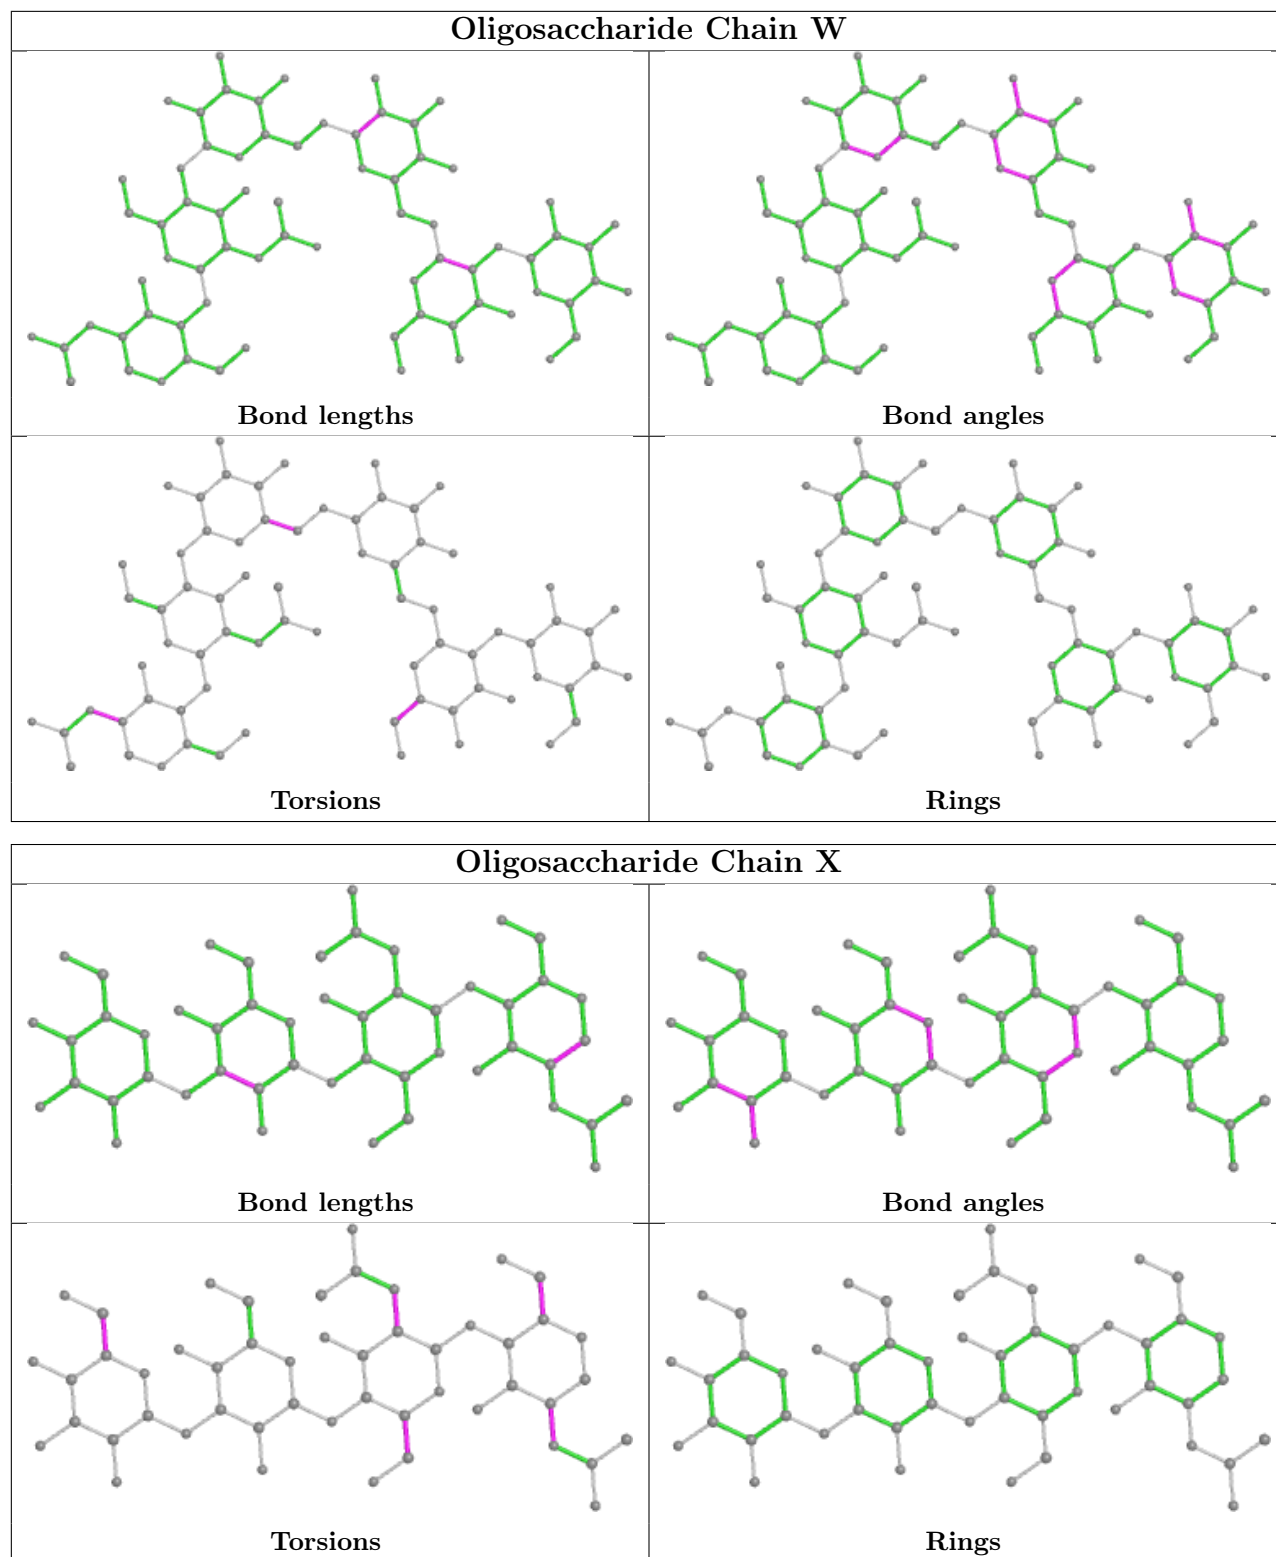 Oligosaccharide Chain W
Bond lengths
Bond angles
Torsions
Rings
Oligosaccharide Chain X
Bond lengths
Bond angles
Torsions
Rings